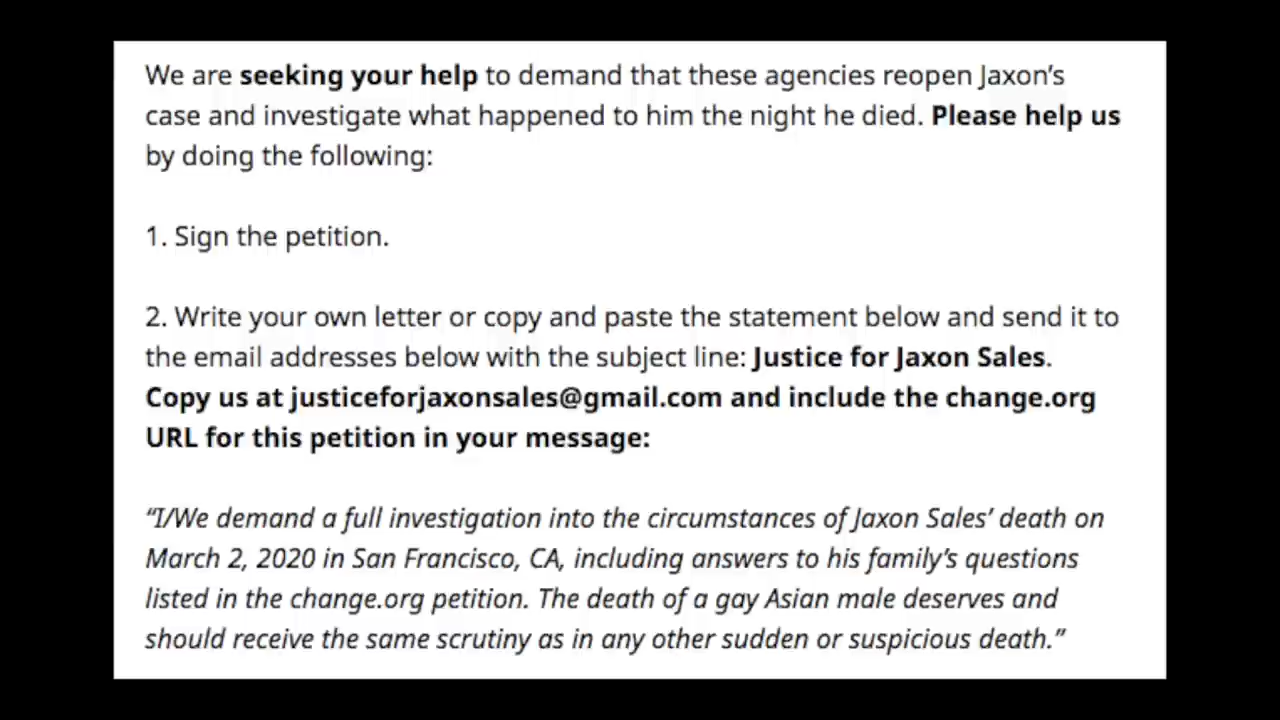 We are seeking your help to demand that these agencies reopen Jaxon’s
case and investigate what happened to him the night he died. Please help us
by doing the following:
1. Sign the petition.
2. Write your own letter or copy and paste the statement below and send it to
the email addresses below with the subject line: Justice for Jaxon Sales.
Copy us at justiceforjaxonsales@gmail.com and include the change.org
URL for this petition in your message:
“I/We demand a full investigation into the circumstances of Jaxon Sales’ death on
March 2, 2020 in San Francisco, CA, including answers to his family’s questions
listed in the change.org petition. The death of a gay Asian male deserves and
should receive the same scrutiny as in any other sudden or suspicious death.”